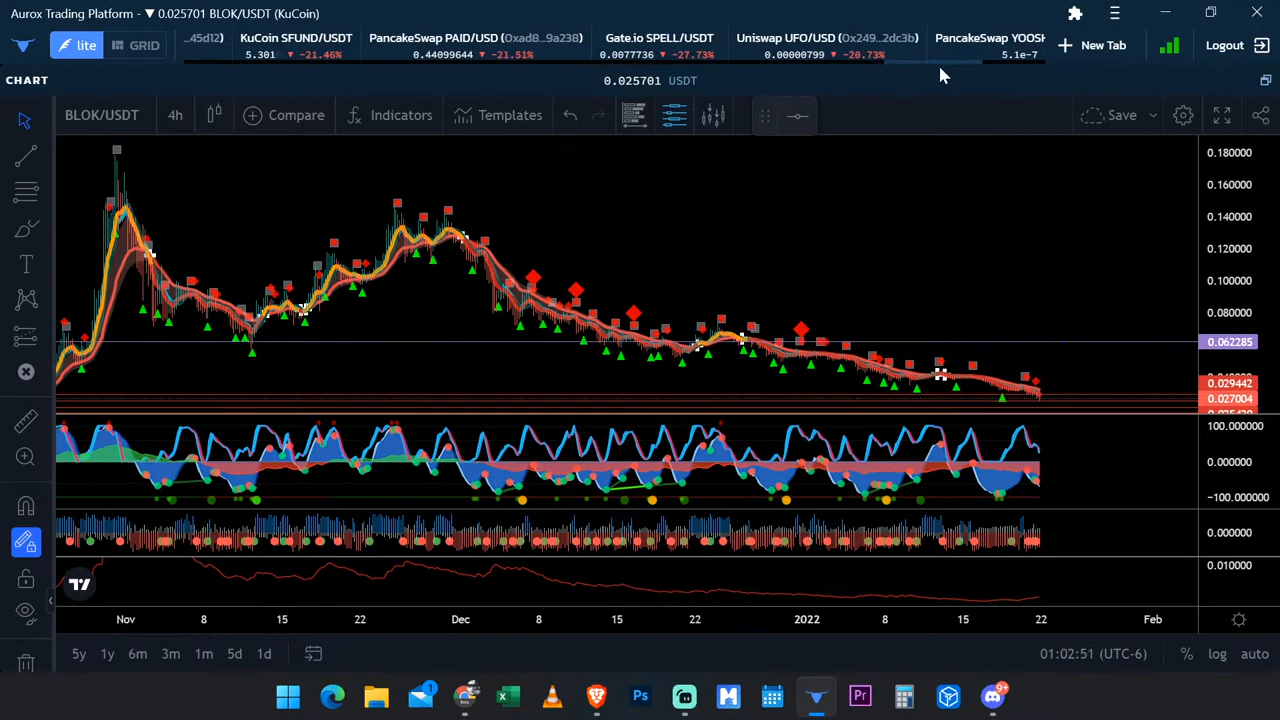 Aurox Trading Platform - ▼ 0.025701 BLOK/USDT (KuCoin)
lite
GRID
...45d12)
KuCoin SFUND/USDT
5.301 ▼ -21.46%
PancakeSwap PAID/USD (0xad8...9a238)
0.44099644 ▼ -21.51%
Gate.io SPELL/USDT
0.0077736 ▼ -27.73%
Uniswap UFO/USD (0x249...2dc3b)
0.00000799 ▼ -20.73%
PancakeSwap YOOSH
5.1e-7
New Tab
Logout
CHART
0.025701 USDT
BLOK/USDT
4h
Compare
Indicators
Templates
Save
0.180000
0.160000
0.140000
0.120000
0.100000
0.080000
0.062285
0.029442
0.027004
100.000000
0.000000
-100.000000
0.000000
0.010000
Nov 8 15 22 Dec 8 15 22 2022 8 15 22 Feb
5y 1y 6m 3m 1m 5d 1d
01:02:51 (UTC-6)
% log auto
1
Ps
Pr
9+